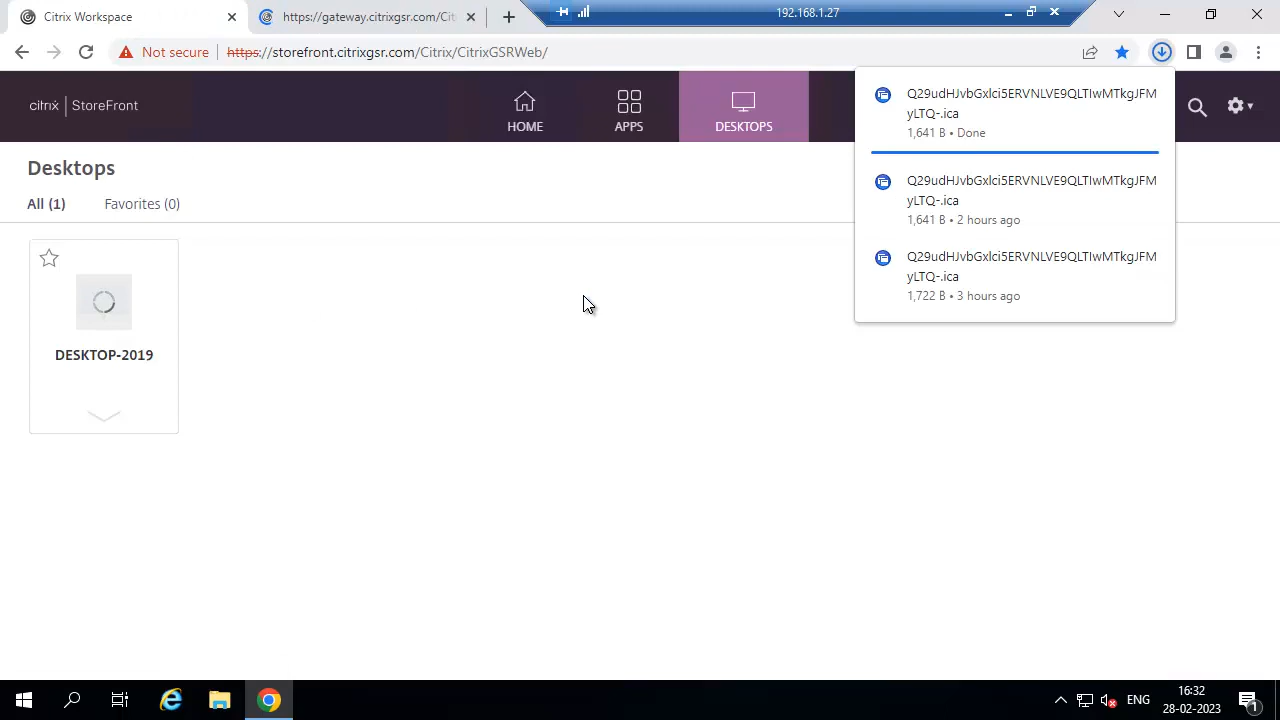 Citrix Workspace
https://gateway.citrixgsr.com/Cit
192.168.1.27
Not secure
https://storefront.citrixgsr.com/Citrix/CitrixGSRWeb/
citrix | StoreFront
HOME
APPS
DESKTOPS
Q29udHJvbGxlci5ERVNLVE9QLTIwMTkgJFM
yLTQ-.ica
1,641 B • Done
Q29udHJvbGxlci5ERVNLVE9QLTIwMTkgJFM
yLTQ-.ica
1,641 B • 2 hours ago
Q29udHJvbGxlci5ERVNLVE9QLTIwMTkgJFM
yLTQ-.ica
1,722 B • 3 hours ago
Desktops
All (1)
Favorites (0)
DESKTOP-2019
ENG
16:32
28-02-2023
1